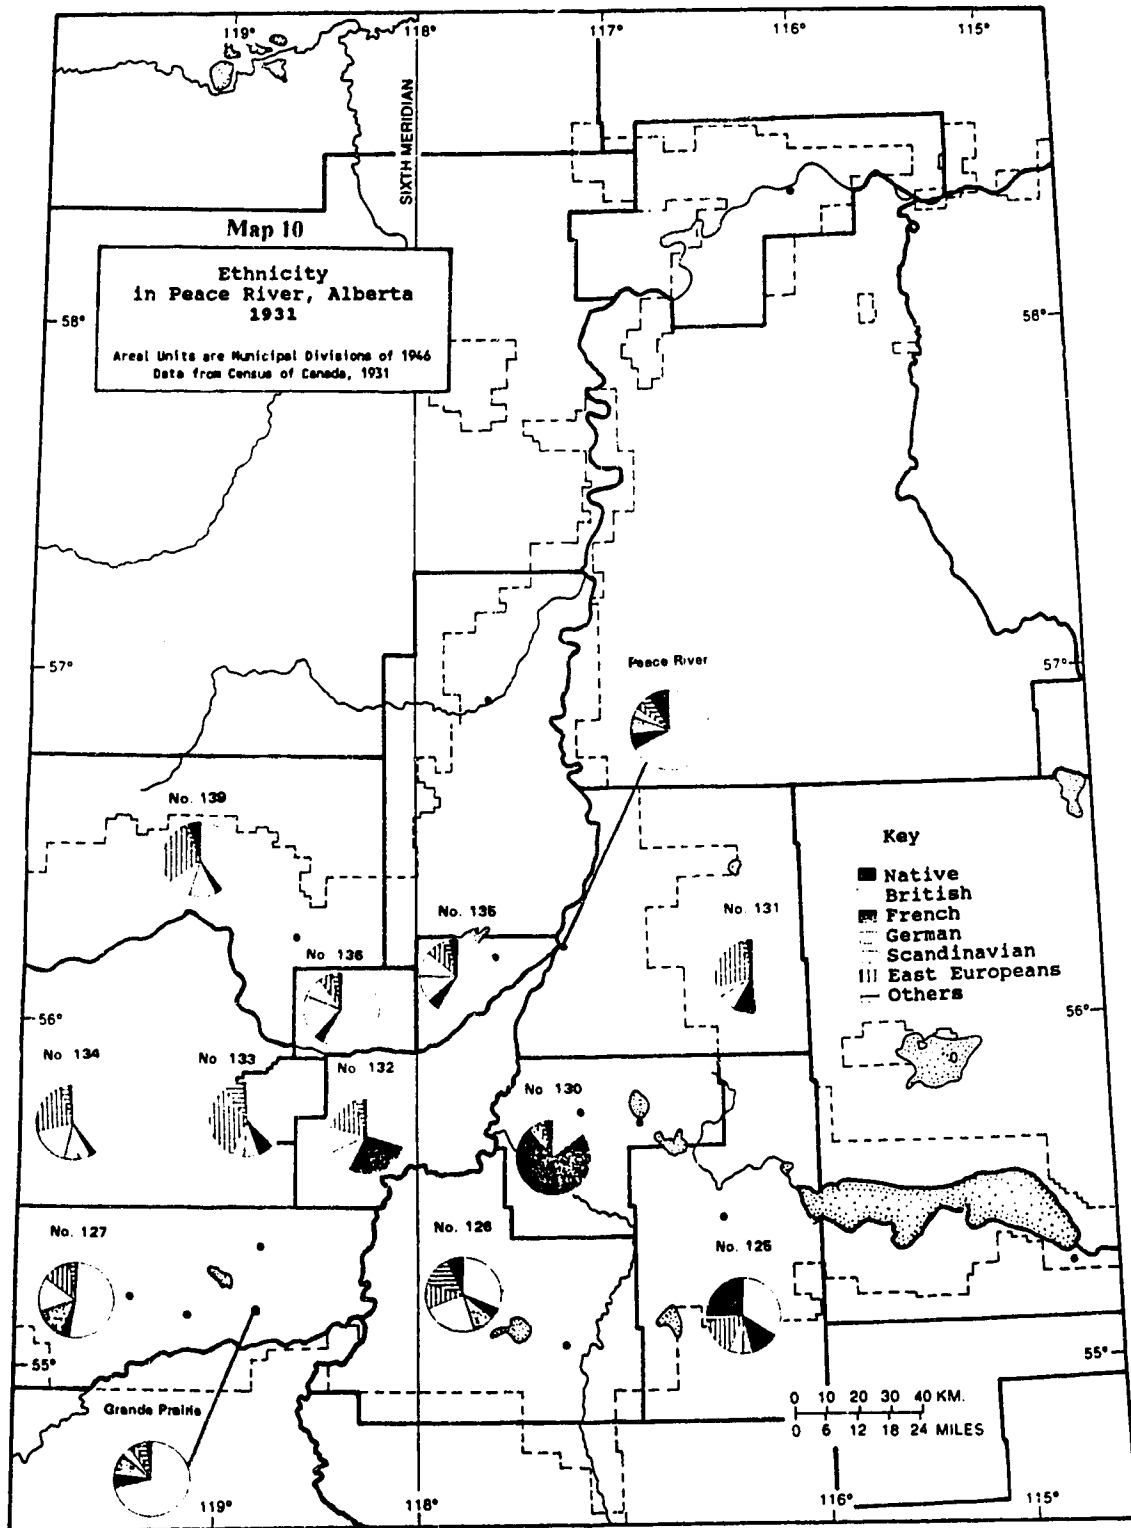 119°
118°
117°
116°
115°
SIXTH MERIDIAN
Map 10
Ethnicity
in Peace River, Alberta
1931
Areal Units are Municipal Divisions of 1946
Data from Census of Canada, 1931
58°
58°
57°
57°
Peace River
No. 139
Key
Native
British
French
German
Scandinavian
East Europeans
Others
No. 135
No. 131
No. 136
56°
56°
No 134
No. 133
No. 132
No 130
No. 127
No. 126
No. 125
55°
55°
Grande Prairie
0 10 20 30 40 KM.
0 6 12 18 24 MILES
119°
118°
116°
115°